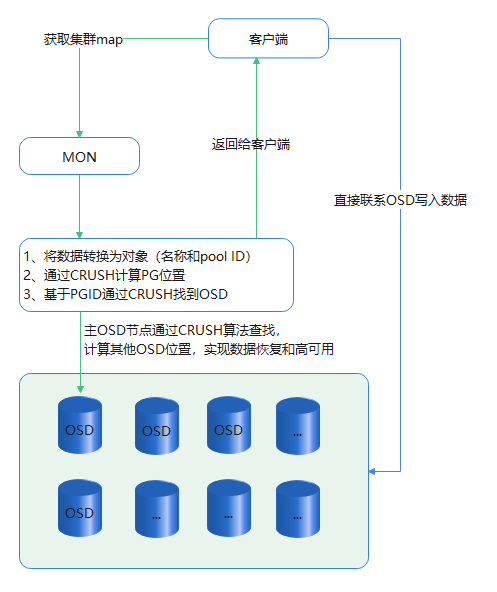 获取集群map
客户端
返回给客户端
MON
直接联系OSD写入数据
1、将数据转换为对象（名称和pool ID）
2、通过CRUSH计算PG位置
3、基于PGID通过CRUSH找到OSD
主OSD节点通过CRUSH算法查找，
计算其他OSD位置，实现数据恢复和高可用
OSD
OSD
OSD
...
OSD
...
...
...